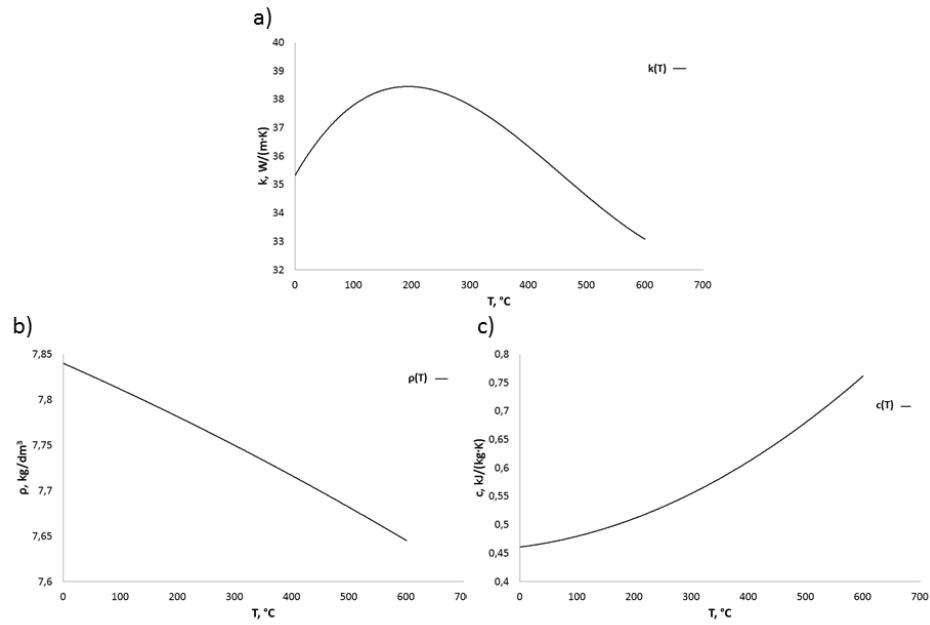 a)
40
39
38
37
36
35
34
33
32
k, W/(m·K)
k(T)
0 100 200 300 400 500 600 700
T, °C
b)
7,85
7,8
7,75
7,7
7,65
7,6
ρ, kg/dm³
ρ(T)
0 100 200 300 400 500 600 70
T, °C
c)
0,8
0,75
0,7
0,65
0,6
0,55
0,5
0,45
0,4
c, kJ/(kg·K)
c(T)
0 100 200 300 400 500 600 700
T, °C